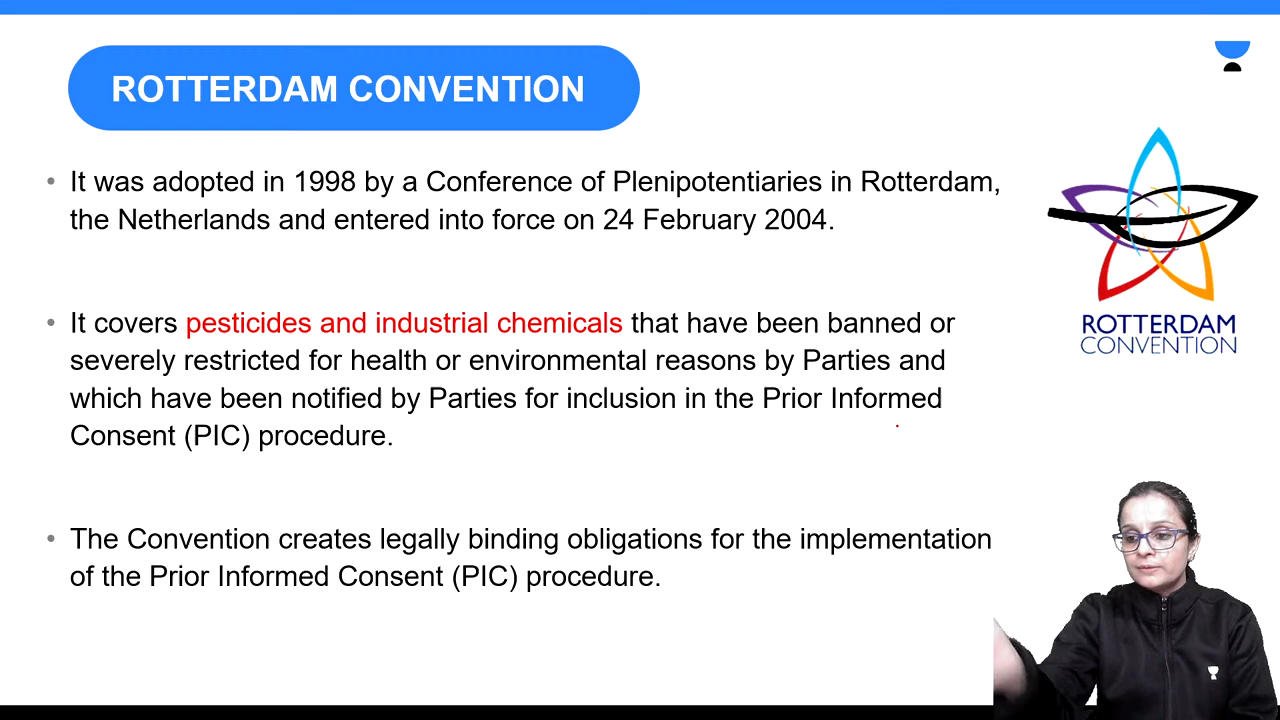 ROTTERDAM CONVENTION
• It was adopted in 1998 by a Conference of Plenipotentiaries in Rotterdam,
the Netherlands and entered into force on 24 February 2004.
• It covers pesticides and industrial chemicals that have been banned or
severely restricted for health or environmental reasons by Parties and
which have been notified by Parties for inclusion in the Prior Informed
Consent (PIC) procedure.
• The Convention creates legally binding obligations for the implementation
of the Prior Informed Consent (PIC) procedure.
ROTTERDAM
CONVENTION